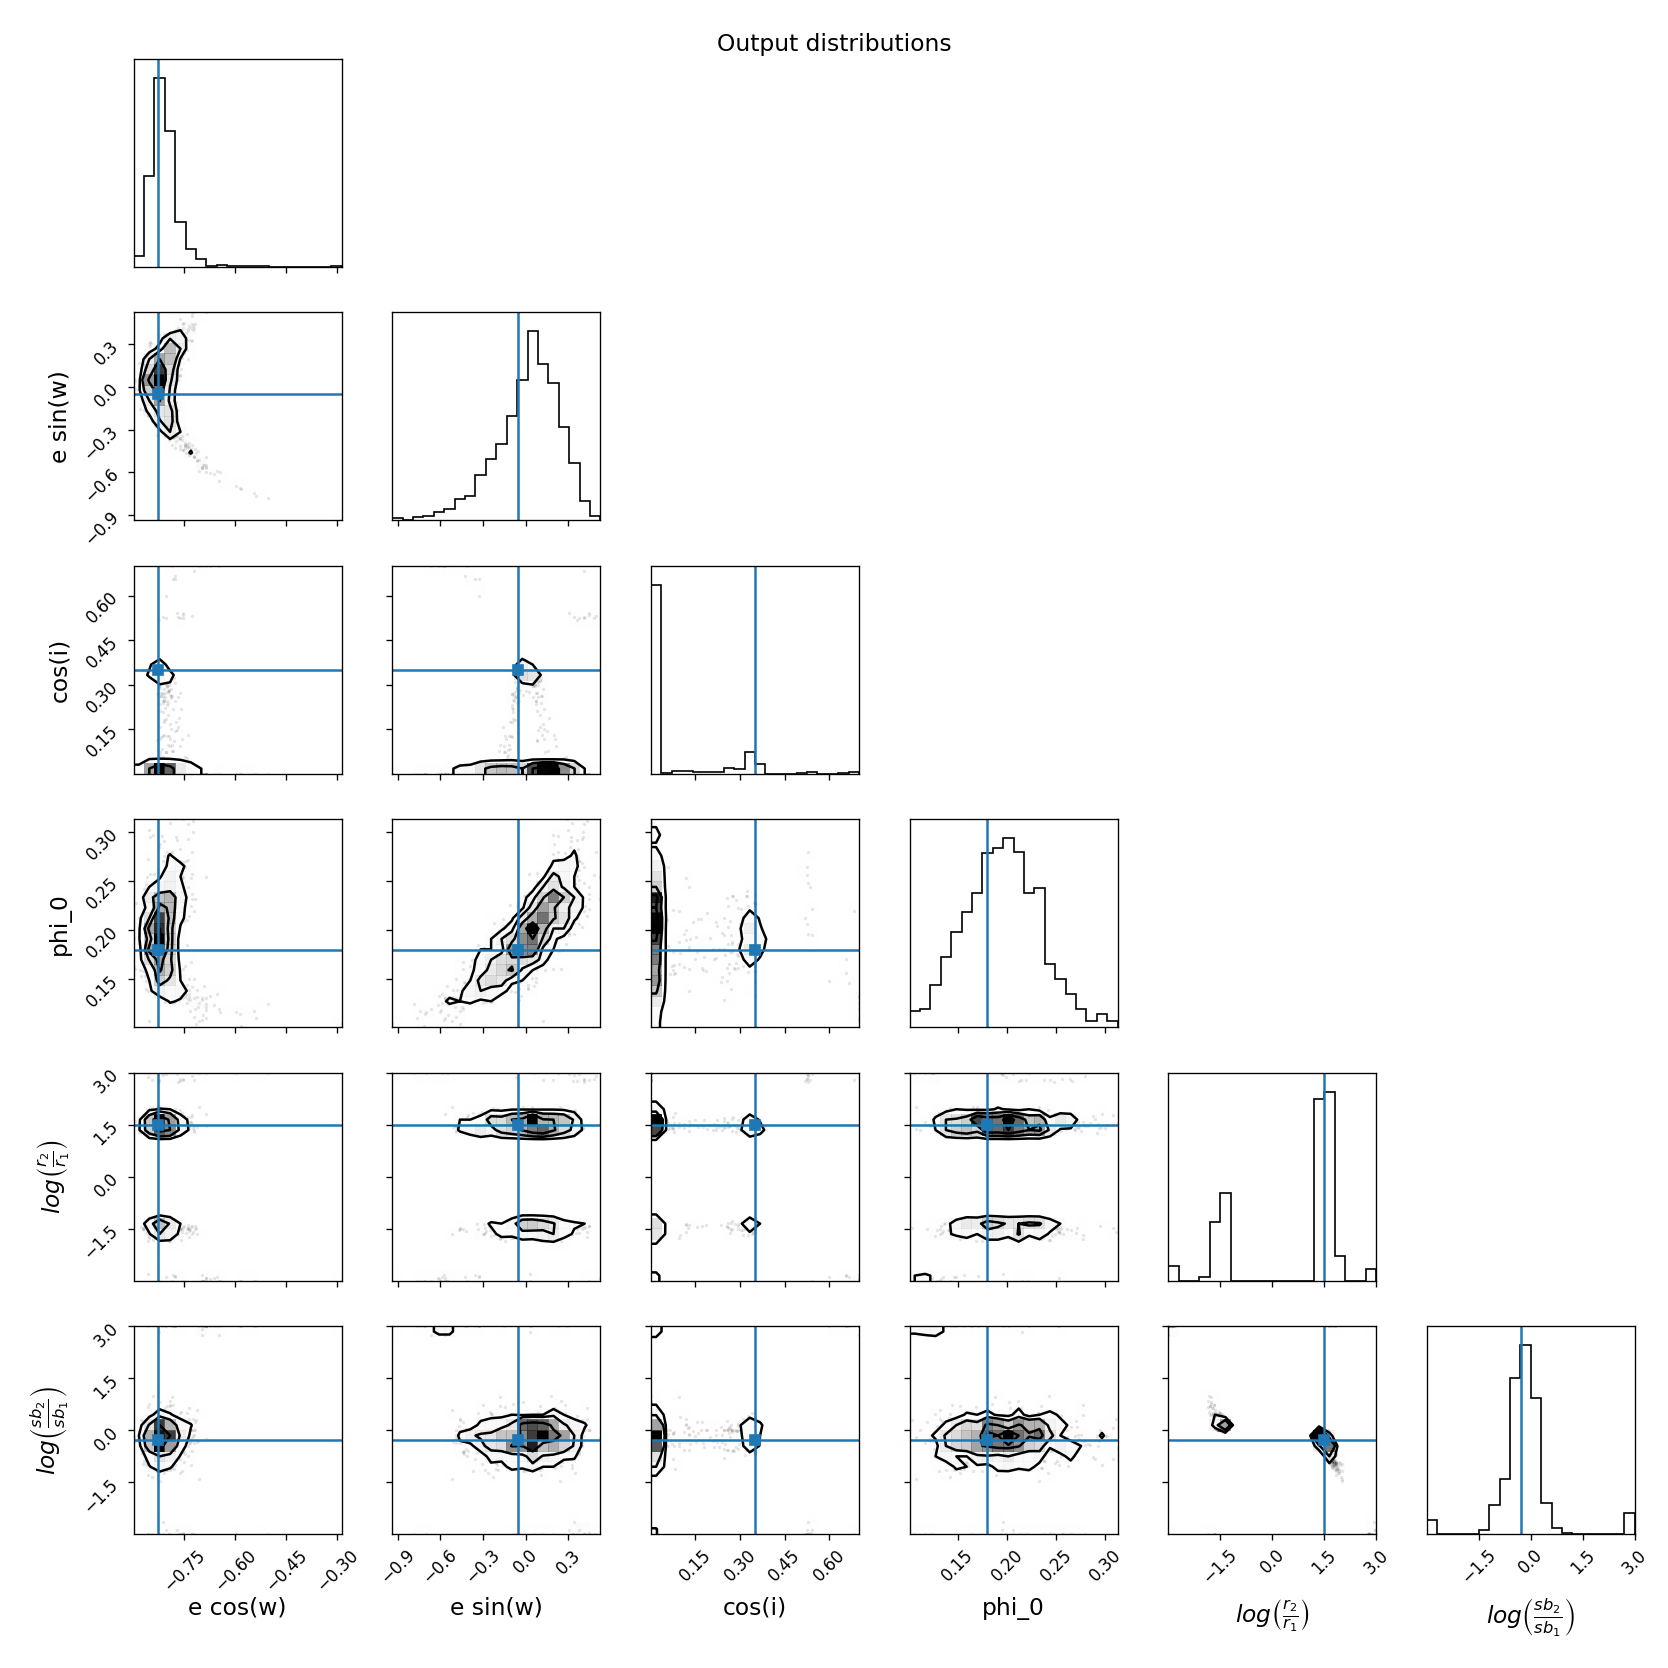 Output distributions
e sin(w)
0.3
0.0
−0.3
−0.6
−0.9
cos(i)
0.60
0.45
0.30
0.15
phi_0
0.30
0.25
0.20
0.15
log(r2/r1)
3.0
1.5
0.0
−1.5
log(sb2/sb1)
3.0
1.5
0.0
−1.5
−0.75 −0.60 −0.45 −0.30 −0.9 −0.6 −0.3 0.0 0.3 0.15 0.30 0.45 0.60 0.15 0.20 0.25 0.30 −1.5 0.0 1.5 3.0 −1.5 0.0 1.5 3.0
e cos(w) e sin(w) cos(i) phi_0 log(r2/r1) log(sb2/sb1)